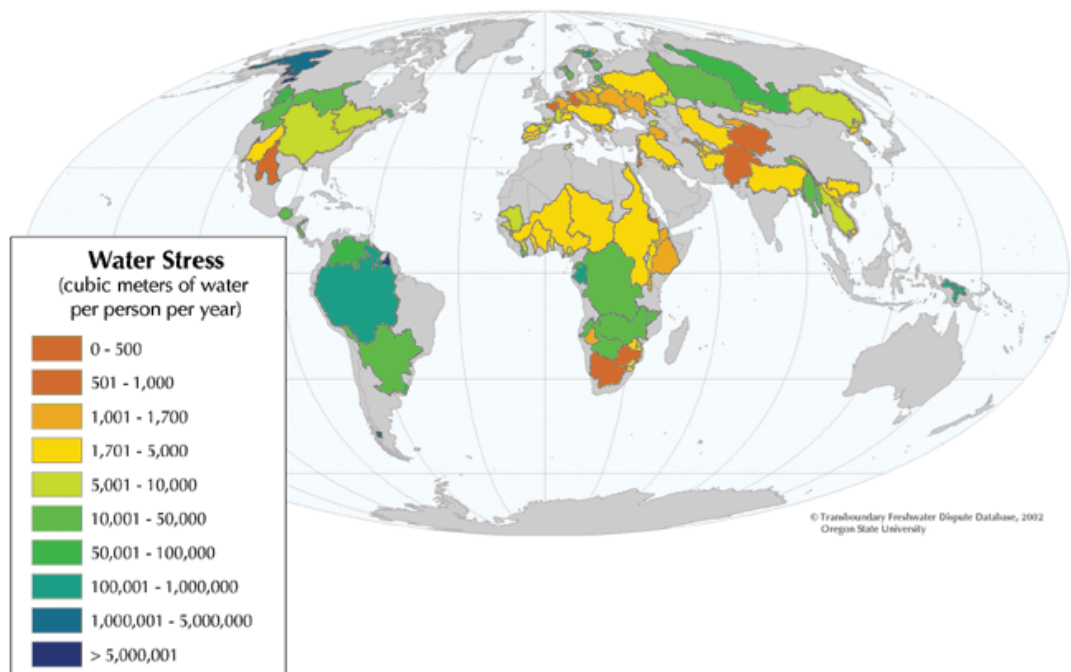 Water Stress
(cubic meters of water
per person per year)
0 - 500
501 - 1,000
1,001 - 1,700
1,701 - 5,000
5,001 - 10,000
10,001 - 50,000
50,001 - 100,000
100,001 - 1,000,000
1,000,001 - 5,000,000
> 5,000,001
© Transboundary Freshwater Dispute Database, 2002
Oregon State University